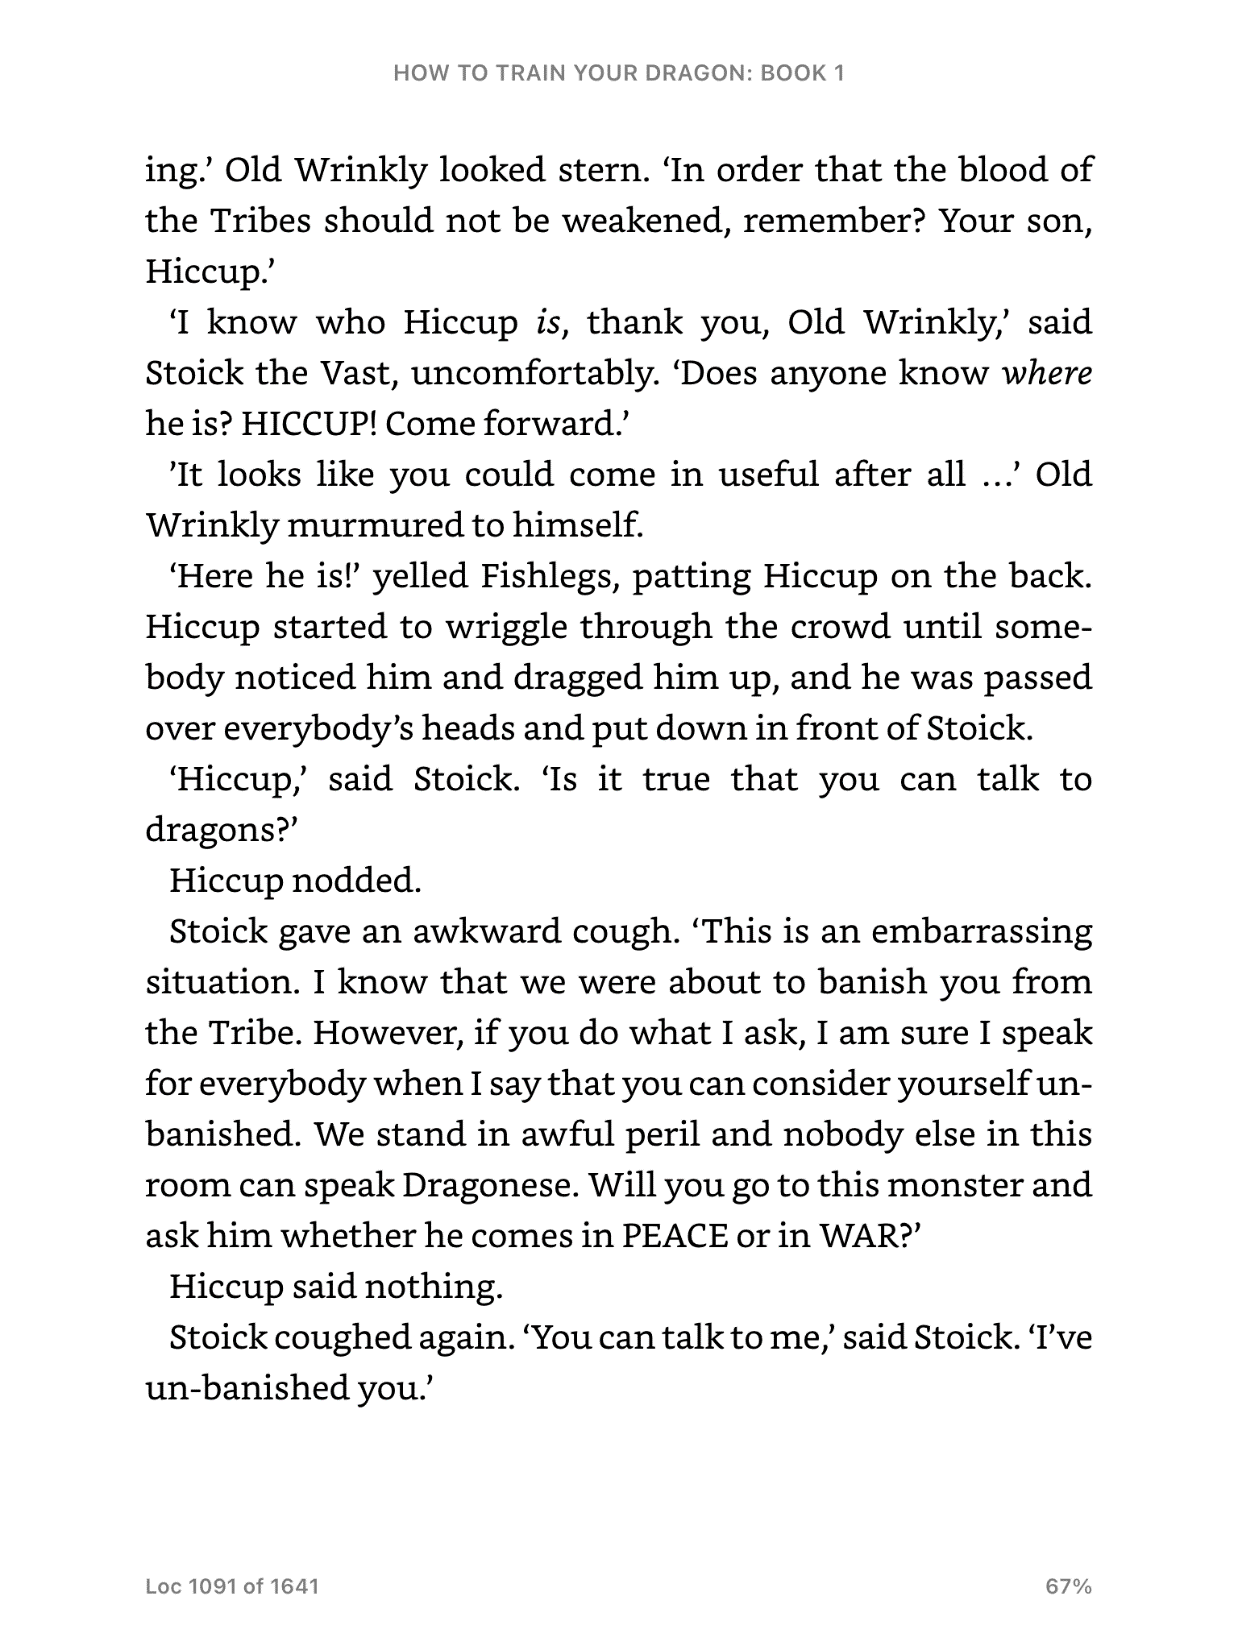 HOW TO TRAIN YOUR DRAGON: BOOK 1
ing.’ Old Wrinkly looked stern. ‘In order that the blood of
the Tribes should not be weakened, remember? Your son,
Hiccup.’
‘I know who Hiccup is, thank you, Old Wrinkly,’ said
Stoick the Vast, uncomfortably. ‘Does anyone know where
he is? HICCUP! Come forward.’
’It looks like you could come in useful after all …’ Old
Wrinkly murmured to himself.
‘Here he is!’ yelled Fishlegs, patting Hiccup on the back.
Hiccup started to wriggle through the crowd until some-
body noticed him and dragged him up, and he was passed
over everybody’s heads and put down in front of Stoick.
‘Hiccup,’ said Stoick. ‘Is it true that you can talk to
dragons?’
Hiccup nodded.
Stoick gave an awkward cough. ‘This is an embarrassing
situation. I know that we were about to banish you from
the Tribe. However, if you do what I ask, I am sure I speak
for everybody when I say that you can consider yourself un-
banished. We stand in awful peril and nobody else in this
room can speak Dragonese. Will you go to this monster and
ask him whether he comes in PEACE or in WAR?’
Hiccup said nothing.
Stoick coughed again. ‘You can talk to me,’ said Stoick. ‘I’ve
un-banished you.’
Loc 1091 of 1641
67%